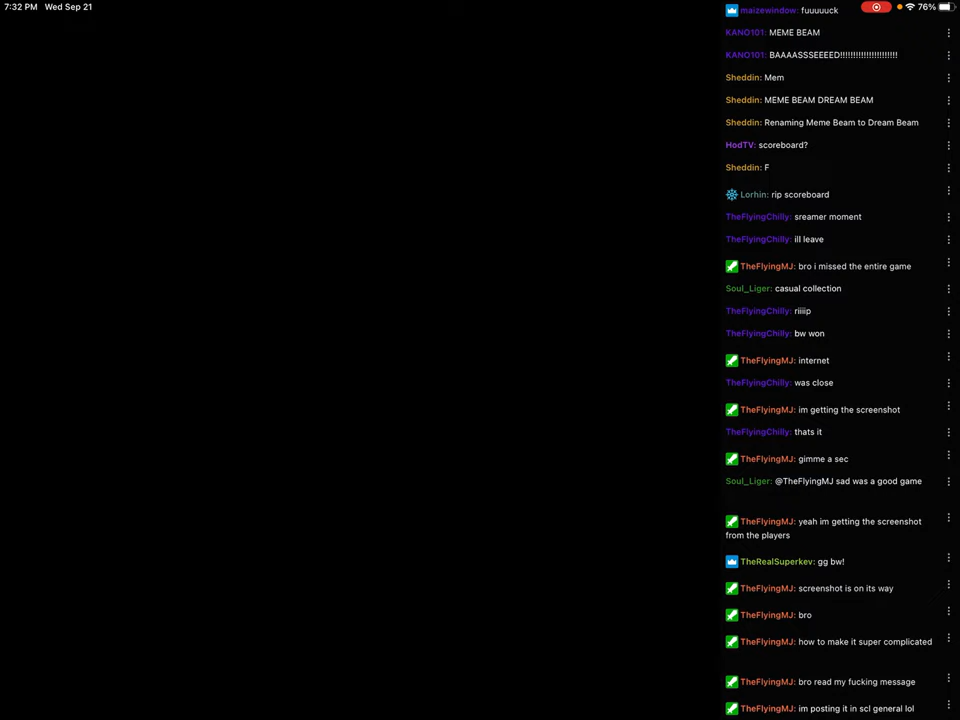 7:32 PM Wed Sep 21
76%
maizewindow: fuuuuuck
KANO101: MEME BEAM
KANO101: BAAAASSSEEEED!!!!!!!!!!!!!!!!!!!!!!
Sheddin: Mem
Sheddin: MEME BEAM DREAM BEAM
Sheddin: Renaming Meme Beam to Dream Beam
HodTV: scoreboard?
Sheddin: F
Lorhin: rip scoreboard
TheFlyingChilly: sreamer moment
TheFlyingChilly: ill leave
TheFlyingMJ: bro i missed the entire game
Soul_Liger: casual collection
TheFlyingChilly: riiiip
TheFlyingChilly: bw won
TheFlyingMJ: internet
TheFlyingChilly: was close
TheFlyingMJ: im getting the screenshot
TheFlyingChilly: thats it
TheFlyingMJ: gimme a sec
Soul_Liger: @TheFlyingMJ sad was a good game
TheFlyingMJ: yeah im getting the screenshot
from the players
TheRealSuperkev: gg bw!
TheFlyingMJ: screenshot is on its way
TheFlyingMJ: bro
TheFlyingMJ: how to make it super complicated
TheFlyingMJ: bro read my fucking message
TheFlyingMJ: im posting it in scl general lol